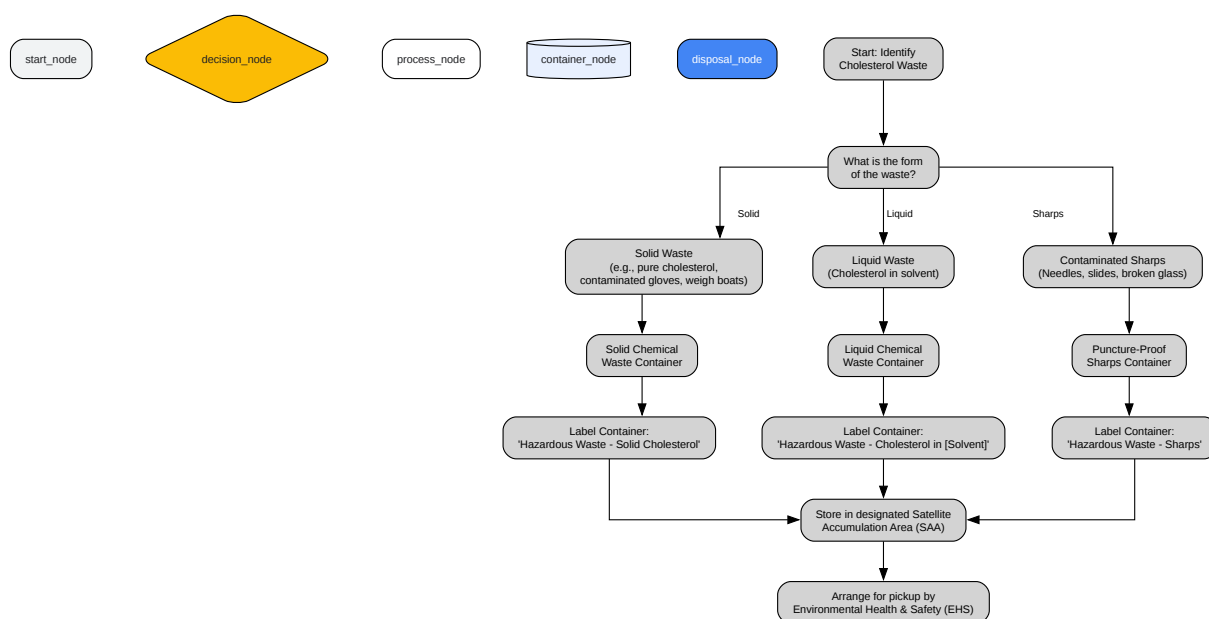 start_node
decision_node
process_node
container_node
disposal_node
Start: Identify
Cholesterol Waste
What is the form
of the waste?
Solid
Liquid
Sharps
Solid Waste
(e.g., pure cholesterol,
contaminated gloves, weigh boats)
Liquid Waste
(Cholesterol in solvent)
Contaminated Sharps
(Needles, slides, broken glass)
Solid Chemical
Waste Container
Liquid Chemical
Waste Container
Puncture-Proof
Sharps Container
Label Container:
'Hazardous Waste - Solid Cholesterol'
Label Container:
'Hazardous Waste - Cholesterol in [Solvent]'
Label Container:
'Hazardous Waste - Sharps'
Store in designated Satellite
Accumulation Area (SAA)
Arrange for pickup by
Environmental Health & Safety (EHS)